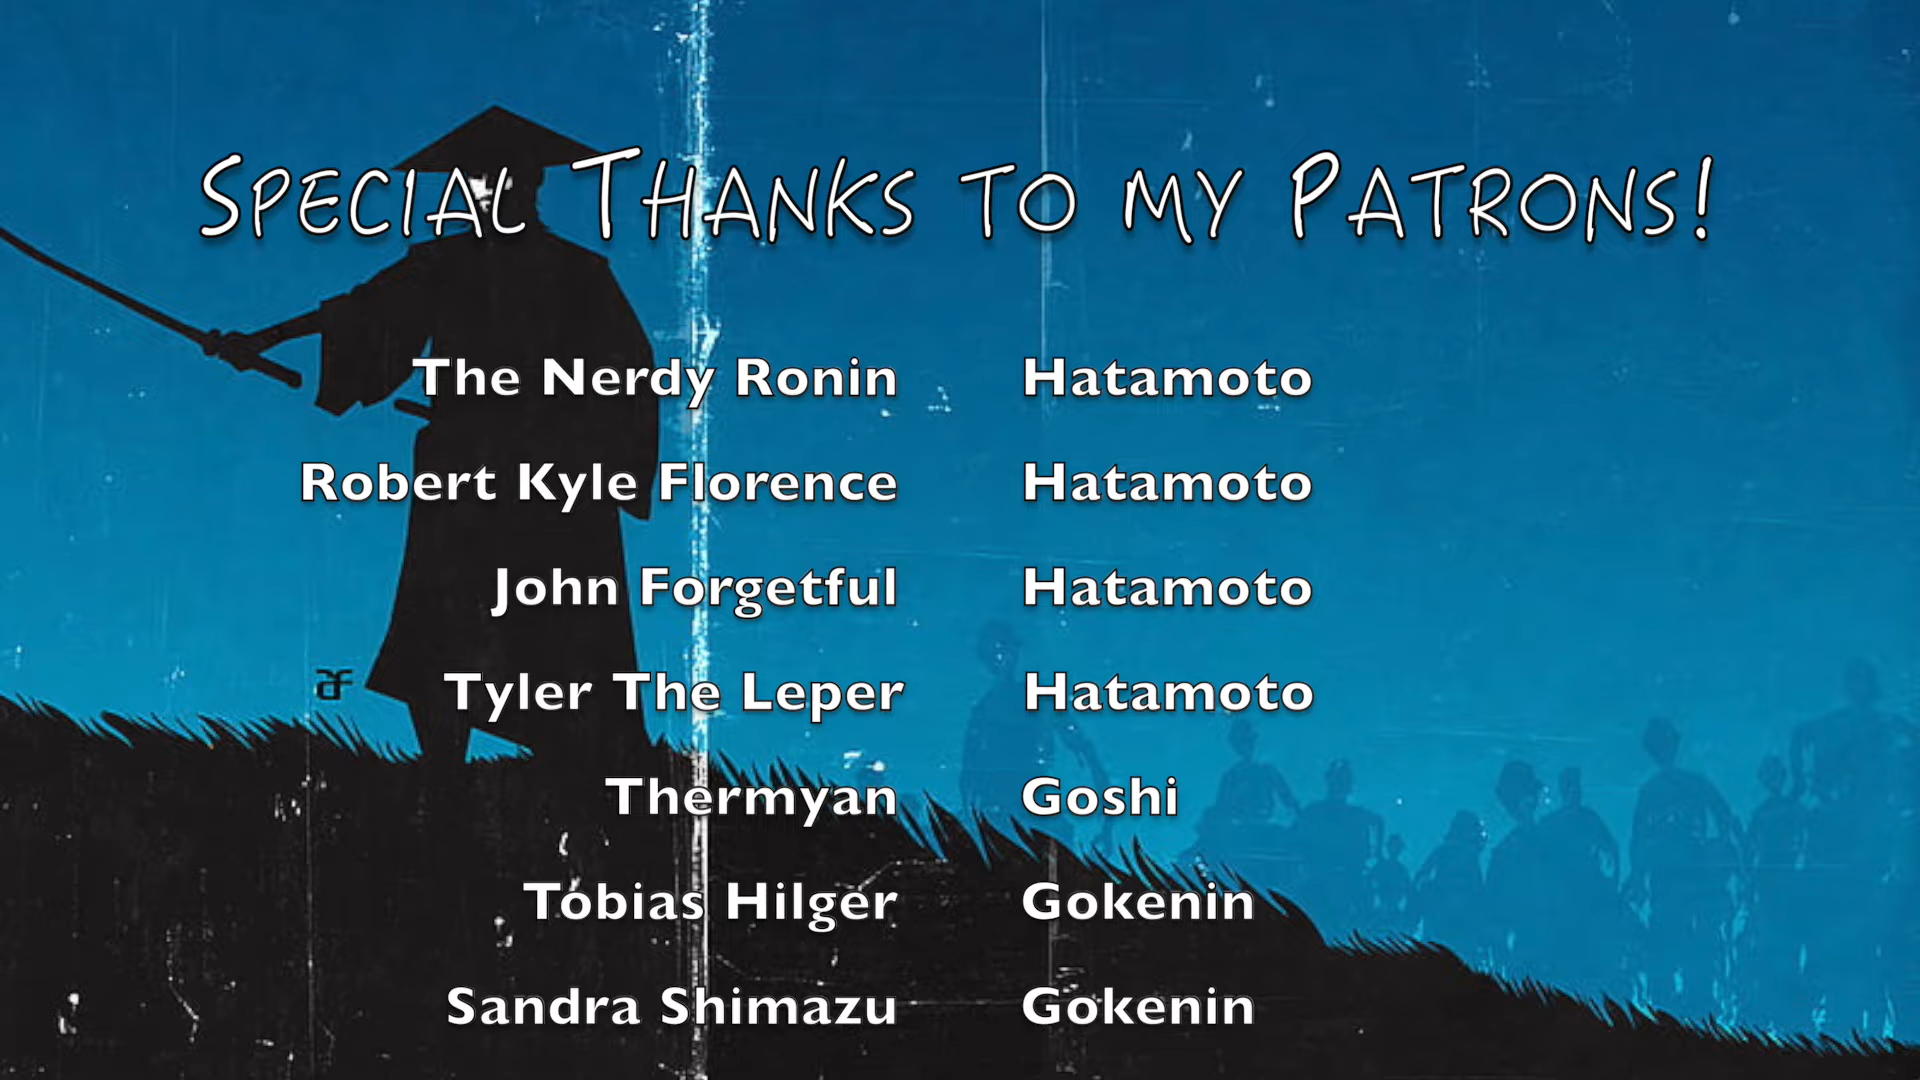 Special Thanks to my Patrons!
The Nerdy Ronin Hatamoto
Robert Kyle Florence Hatamoto
John Forgetful Hatamoto
Tyler The Leper Hatamoto
Thermyan Goshi
Tobias Hilger Gokenin
Sandra Shimazu Gokenin